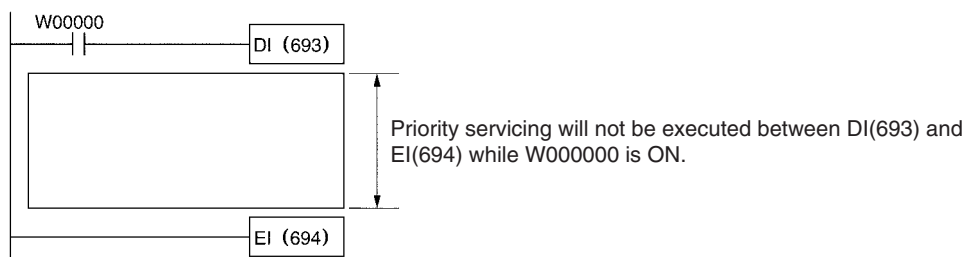 W00000
DI (693)
Priority servicing will not be executed between DI(693) and
EI(694) while W000000 is ON.
EI (694)